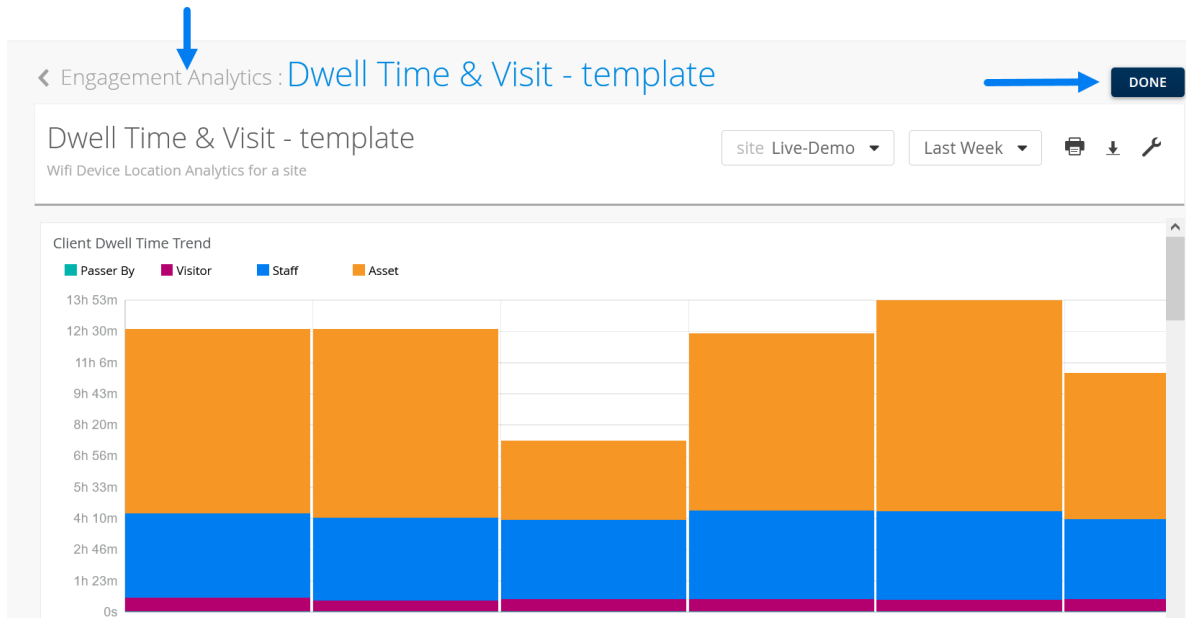 Engagement Analytics : Dwell Time & Visit - template
DONE
Dwell Time & Visit - template
site Live-Demo
Last Week
Wifi Device Location Analytics for a site
Client Dwell Time Trend
Passer By Visitor Staff Asset
13h 53m
12h 30m
11h 6m
9h 43m
8h 20m
6h 56m
5h 33m
4h 10m
2h 46m
1h 23m
0s